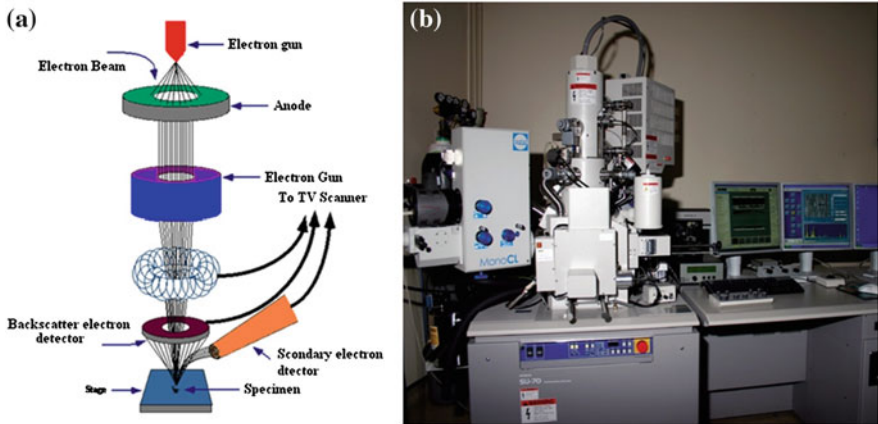 (a)
Electron gun
Electron Beam
Anode
Electron Gun
To TV Scanner
Backscatter electron
detector
Scondary electron
dtector
Stage
Specimen
(b)
MonoCL
SU-70